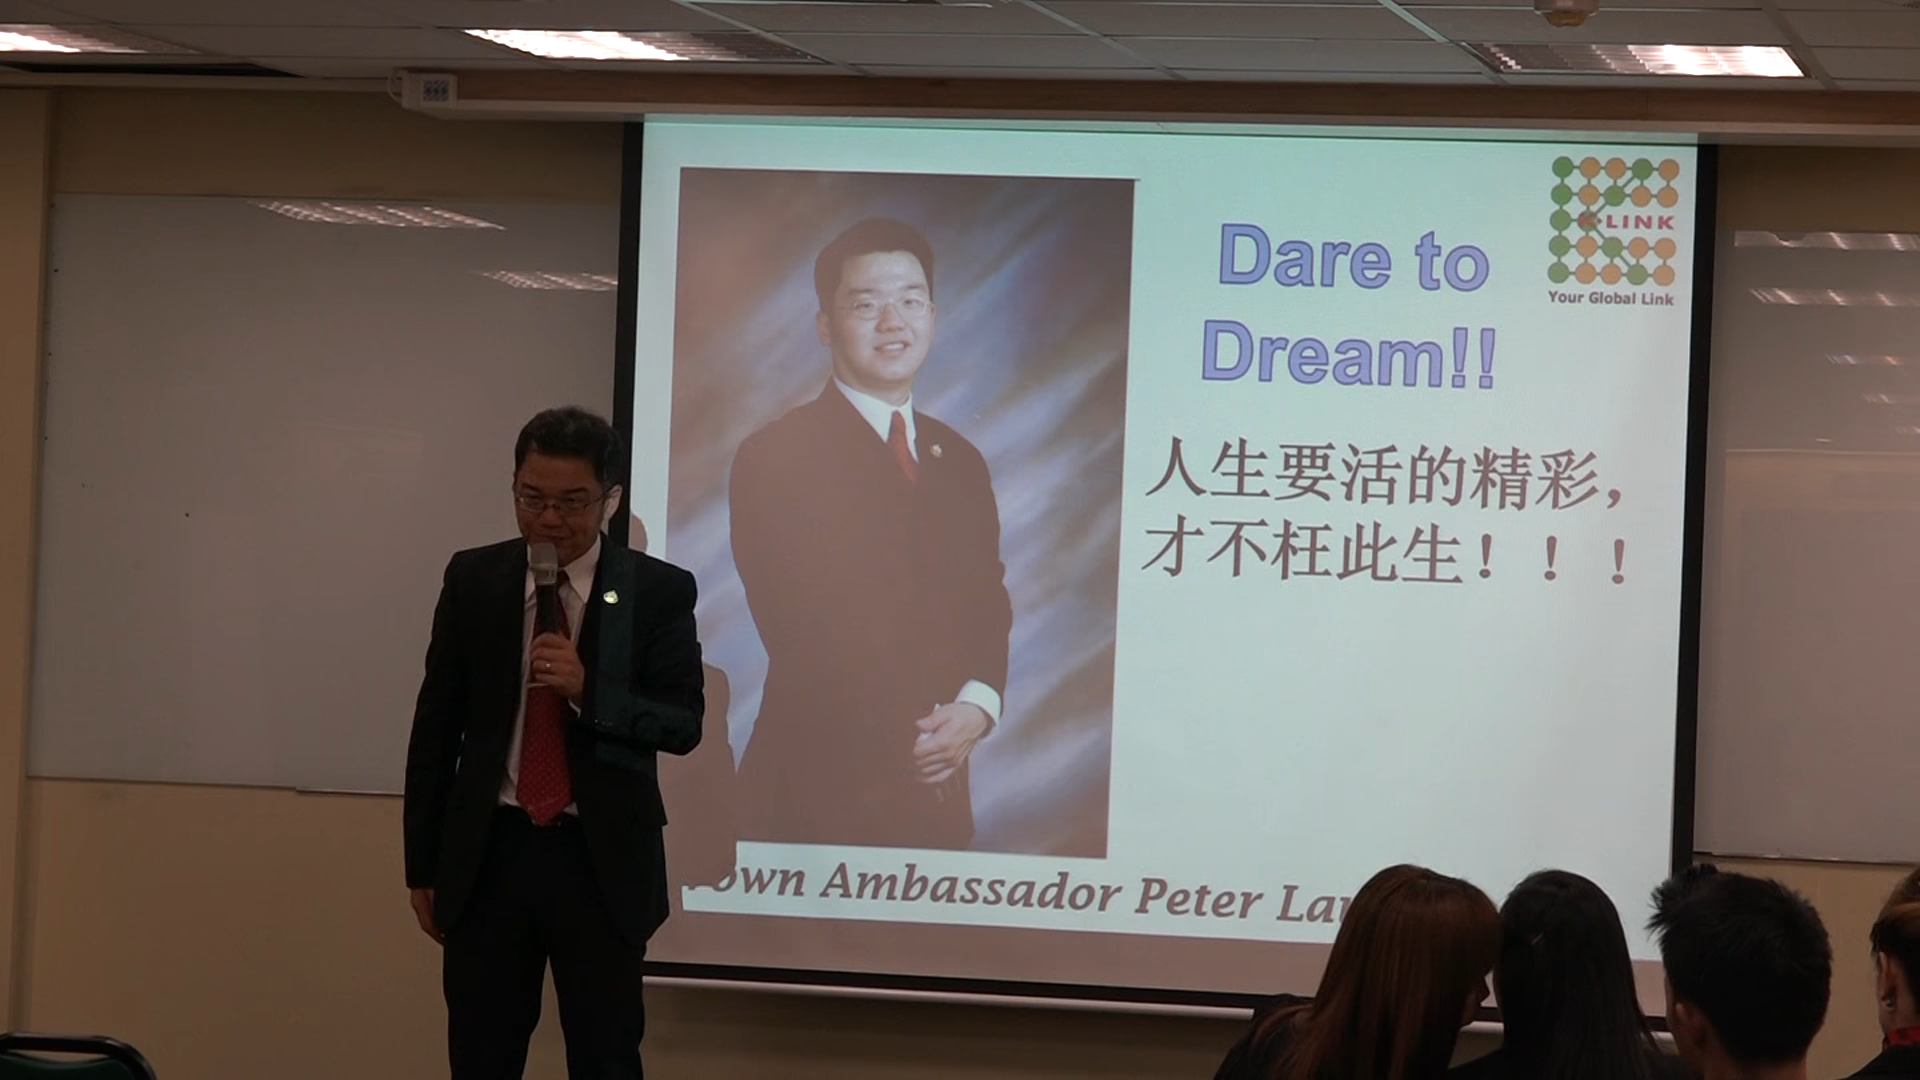 Dare to
Dream!!
LINK
Your Global Link
人生要活的精彩，
才不枉此生！！！
Ambassador Peter